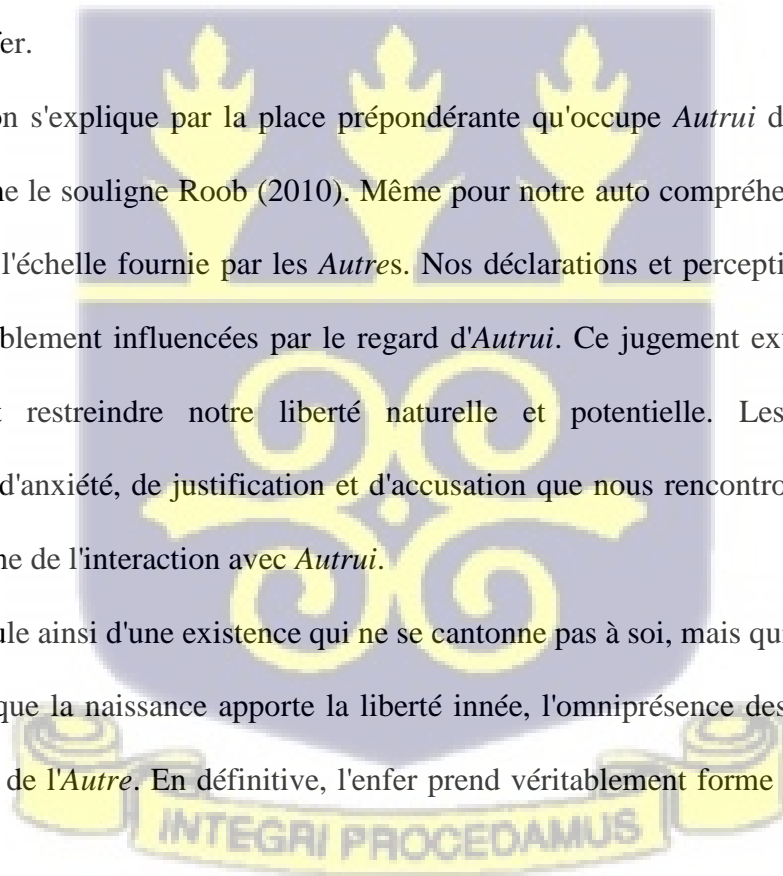 fer.
on s'explique par la place prépondérante qu'occupe Autrui d
ne le souligne Roob (2010). Même pour notre auto compréhe
l'échelle fournie par les Autres. Nos déclarations et percepti
blement influencées par le regard d'Autrui. Ce jugement ex
t restreindre notre liberté naturelle et potentielle. Les
d'anxiété, de justification et d'accusation que nous rencontro
ne de l'interaction avec Autrui.
ule ainsi d'une existence qui ne se cantonne pas à soi, mais qui
que la naissance apporte la liberté innée, l'omniprésence des
de l'Autre. En définitive, l'enfer prend véritablement forme
INTEGRI PROCEDAMUS